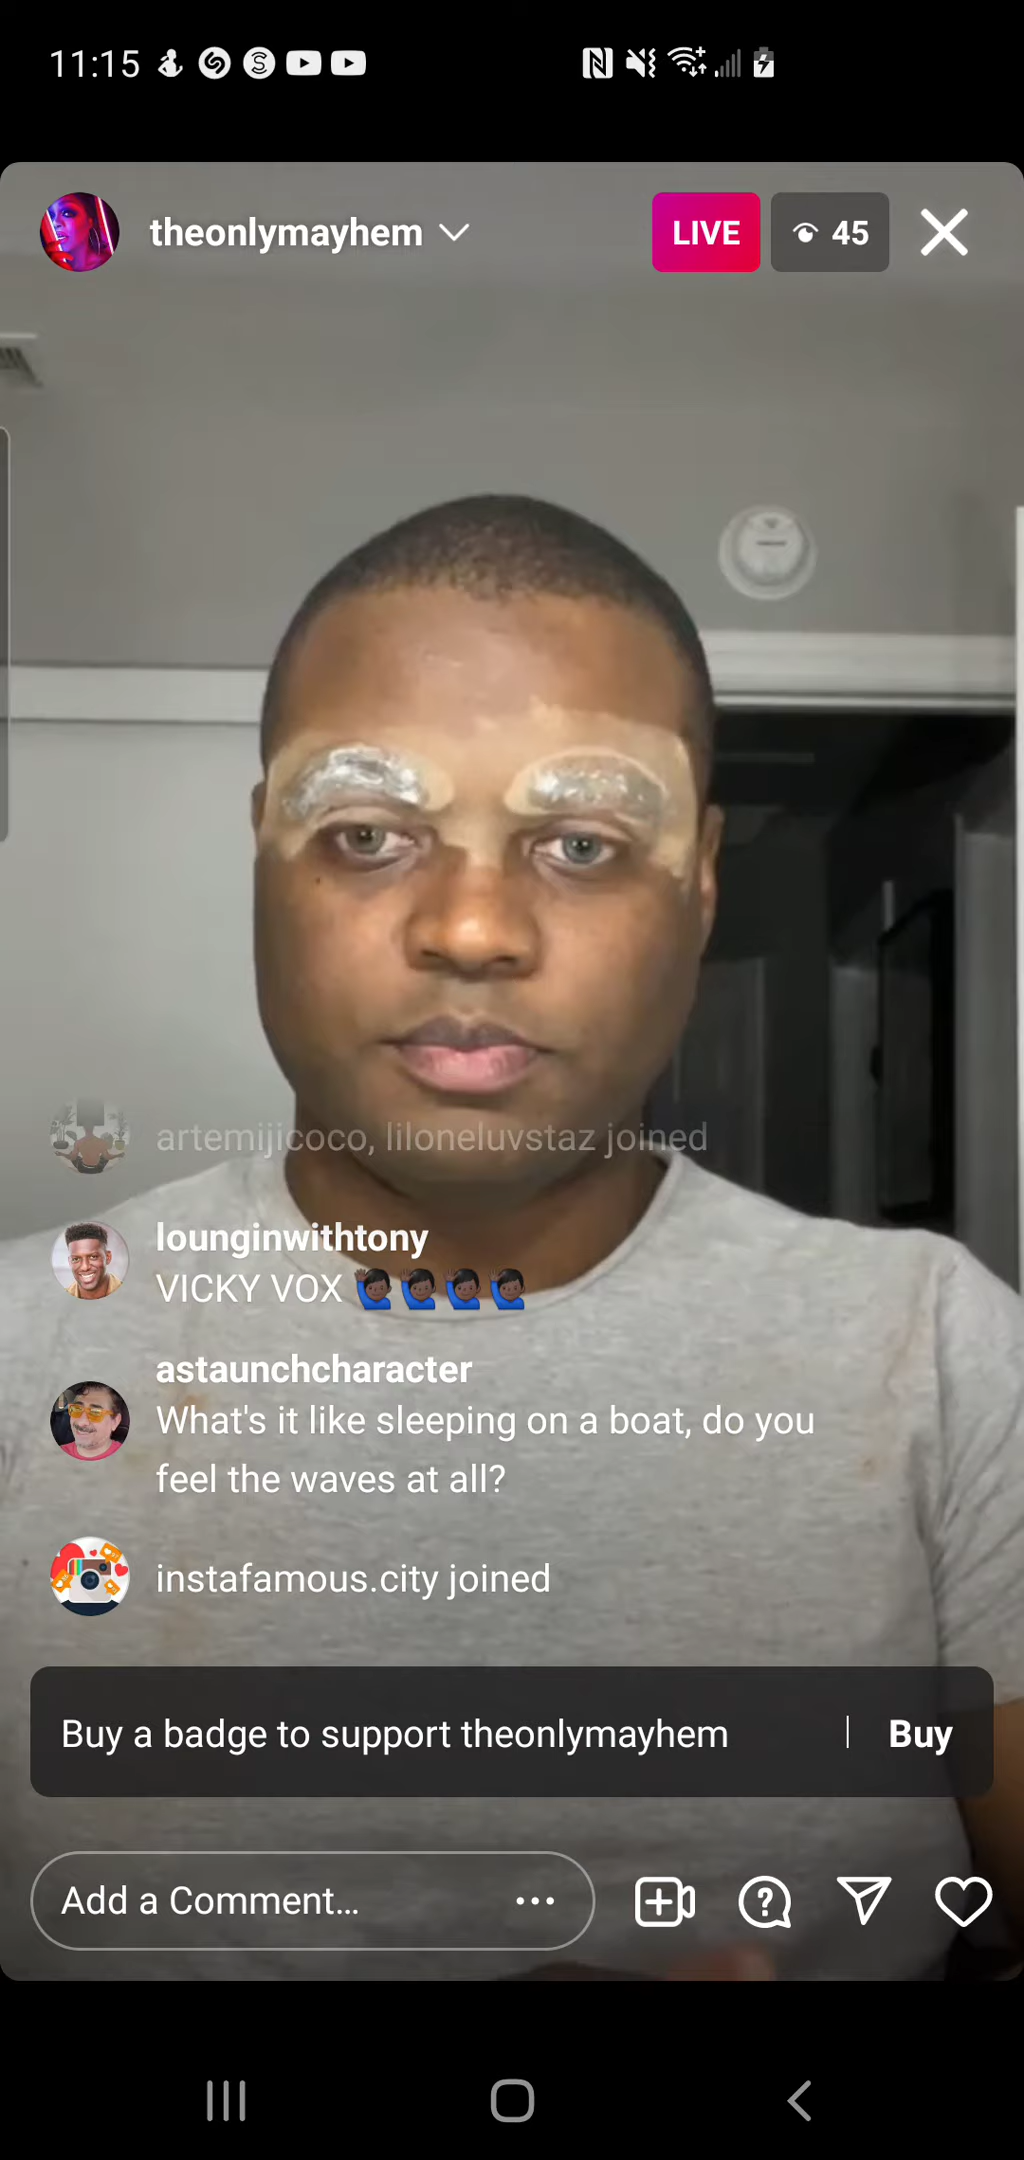 11:15
theonlymayhem
LIVE
45
artemijicoco, liloneluvstaz joined
lounginwithtony
VICKY VOX 🙋🏿‍♂️🙋🏿‍♂️🙋🏿‍♂️🙋🏿‍♂️
astaunchcharacter
What's it like sleeping on a boat, do you
feel the waves at all?
instafamous.city joined
Buy a badge to support theonlymayhem | Buy
Add a Comment...